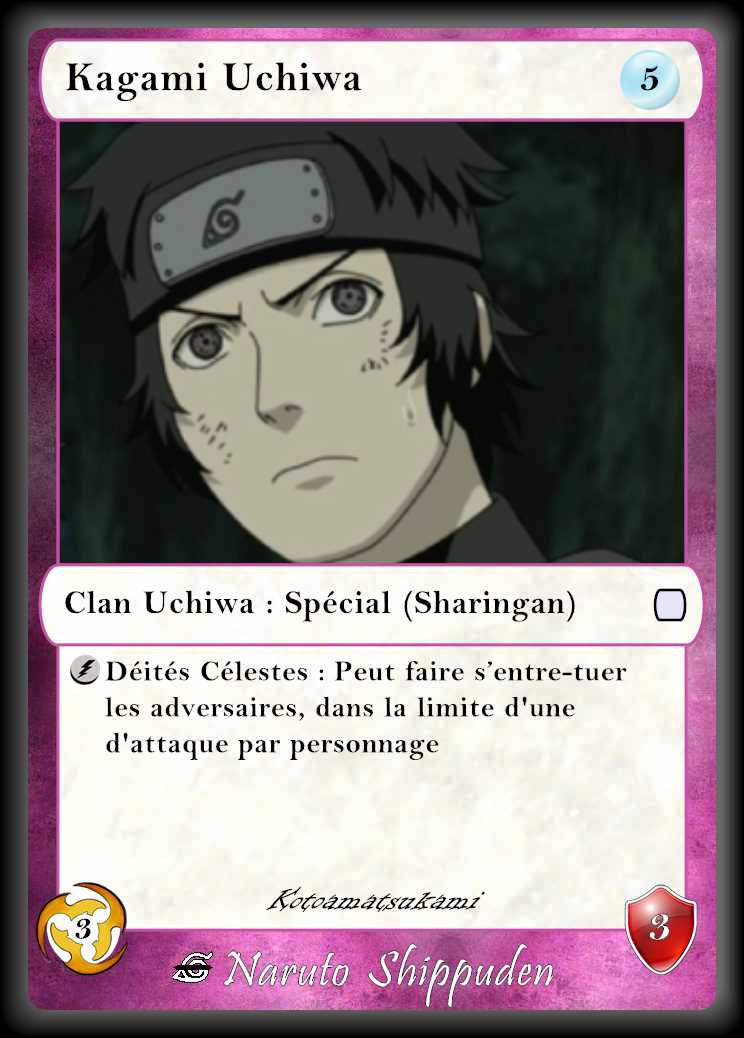 Kagami Uchiwa
5
Clan Uchiwa : Spécial (Sharingan)
Déités Célestes : Peut faire s’entre-tuer
les adversaires, dans la limite d'une
d'attaque par personnage
Kotoamatsukami
3
3
Naruto Shippuden